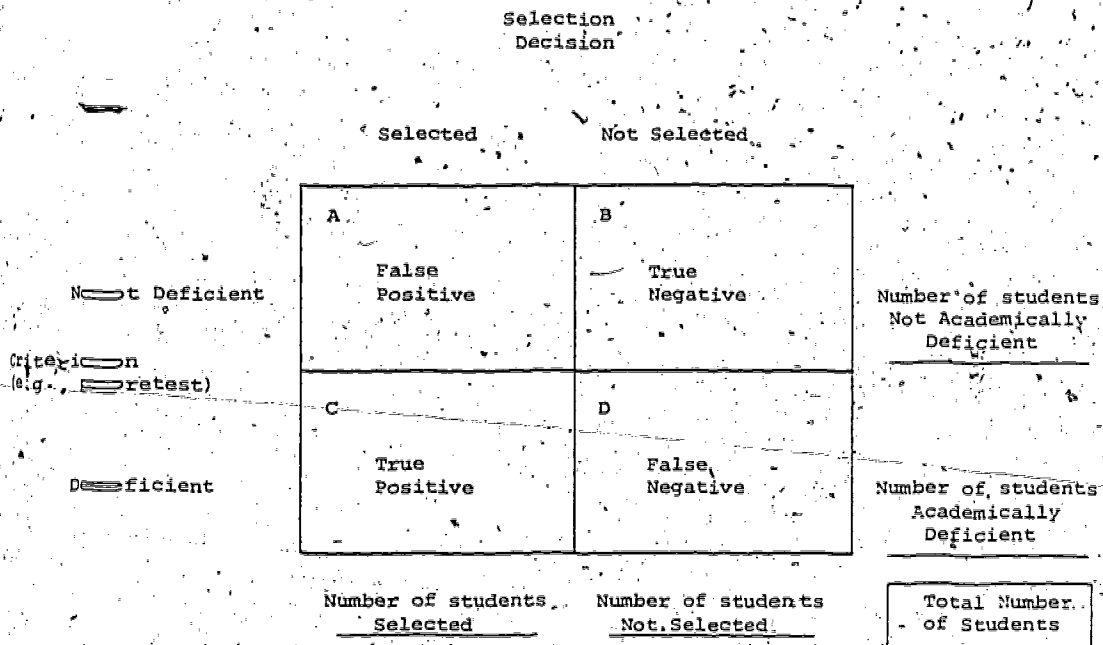 Selection
Decision
Selected Not Selected
A B
False True
Positive Negative
Not Deficient
Number of students
Not Academically
Deficient
Criterion
(e.g., pretest)
C D
True False
Positive Negative
Deficient
Number of students
Academically
Deficient
Number of students Number of students
Selected Not Selected
Total Number
of Students